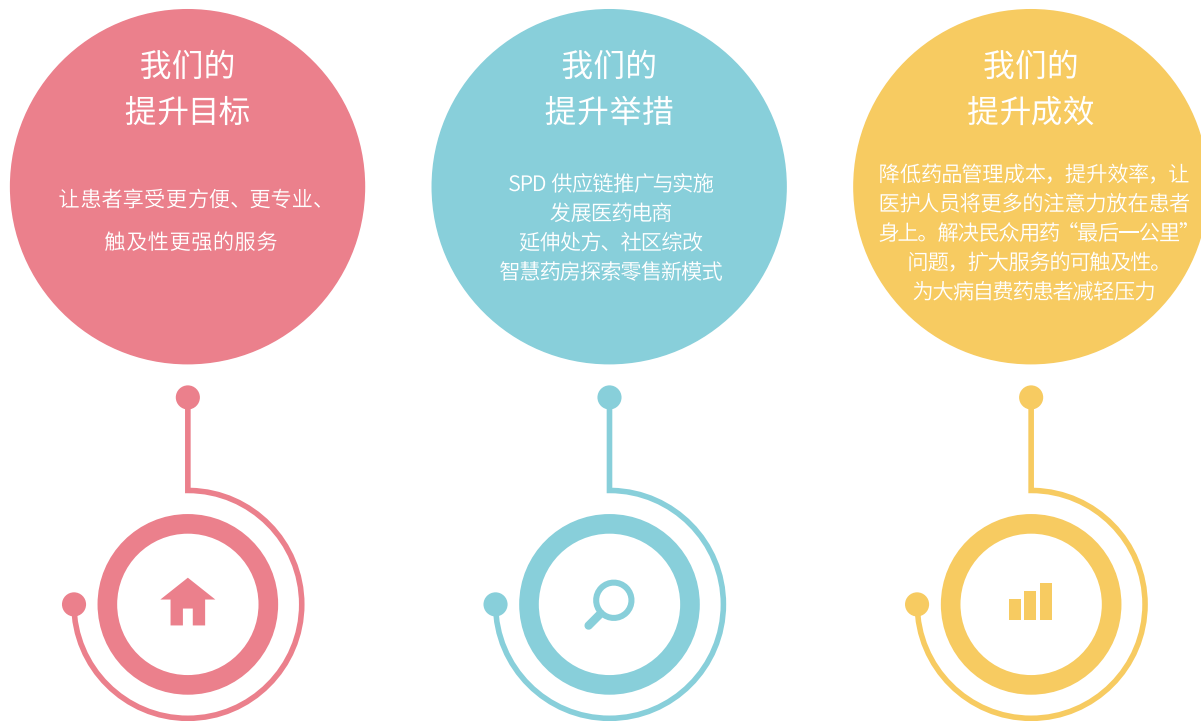 我们的
提升目标
让患者享受更方便、更专业、
触及性更强的服务
我们的
提升举措
SPD 供应链推广与实施
发展医药电商
延伸处方、社区综改
智慧药房探索零售新模式
我们的
提升成效
降低药品管理成本，提升效率，让
医护人员将更多的注意力放在患者
身上。解决民众用药“最后一公里”
问题，扩大服务的可触及性。
为大病自费药患者减轻压力